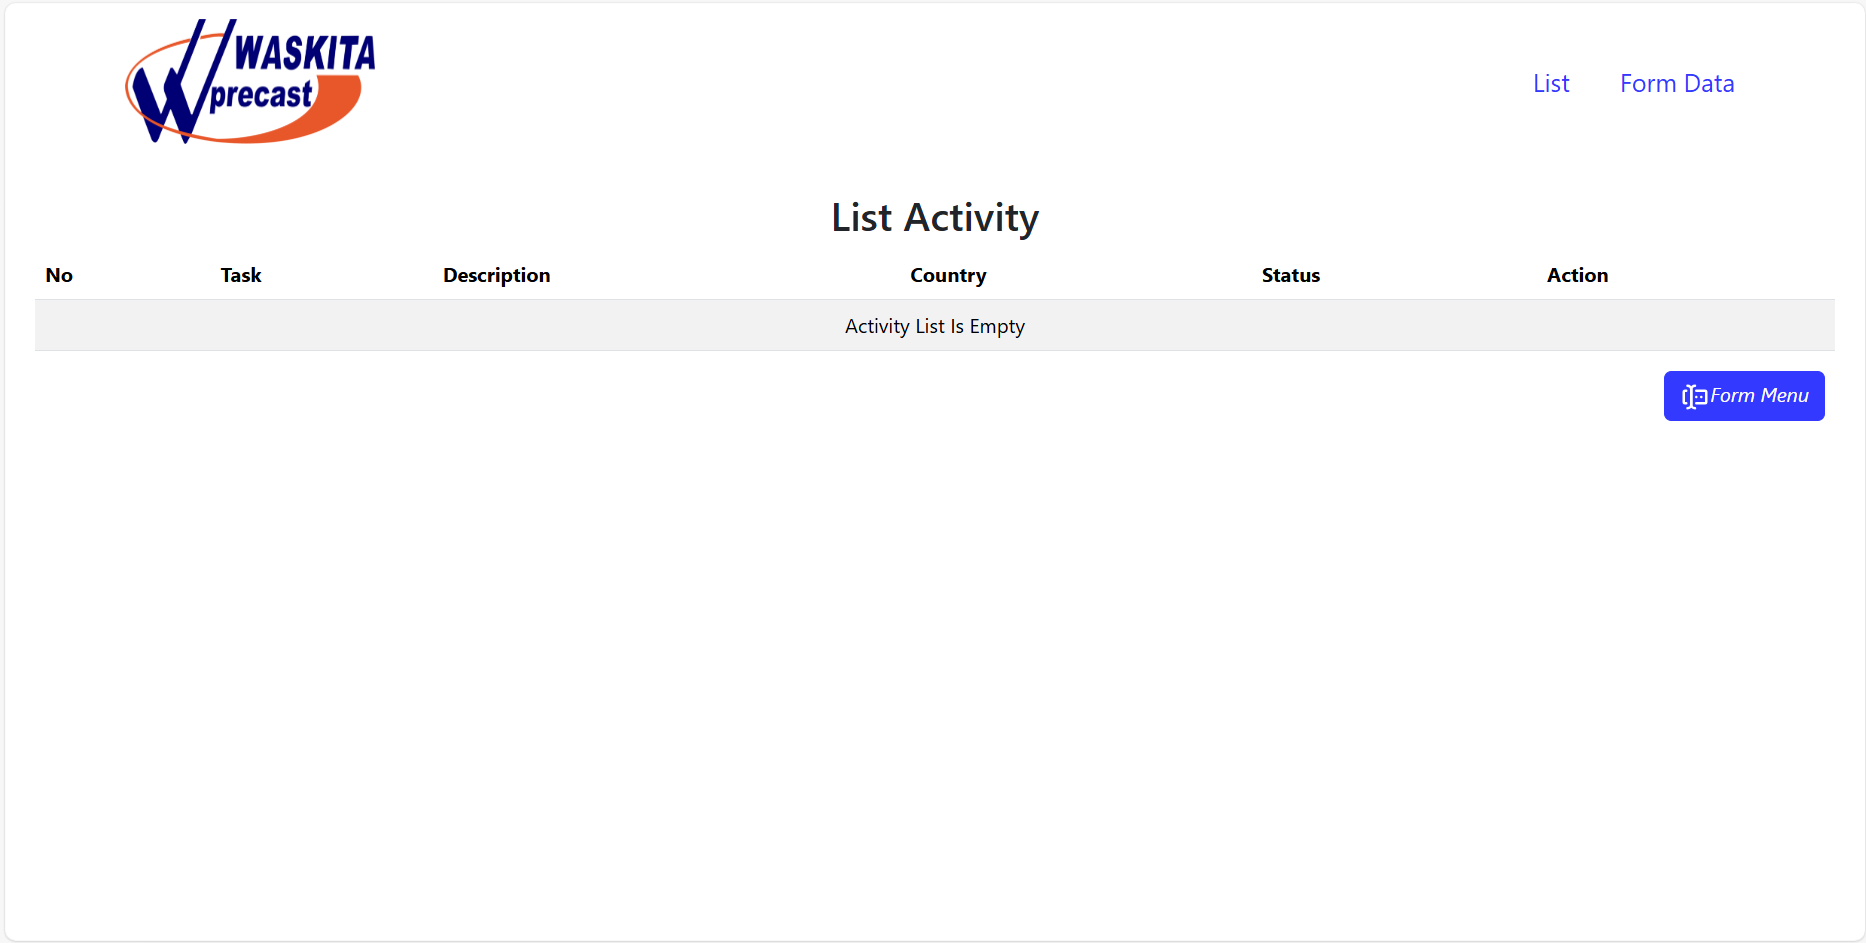 WASKITA
precast
List Form Data
List Activity
No Task Description Country Status Action
Activity List Is Empty
Form Menu